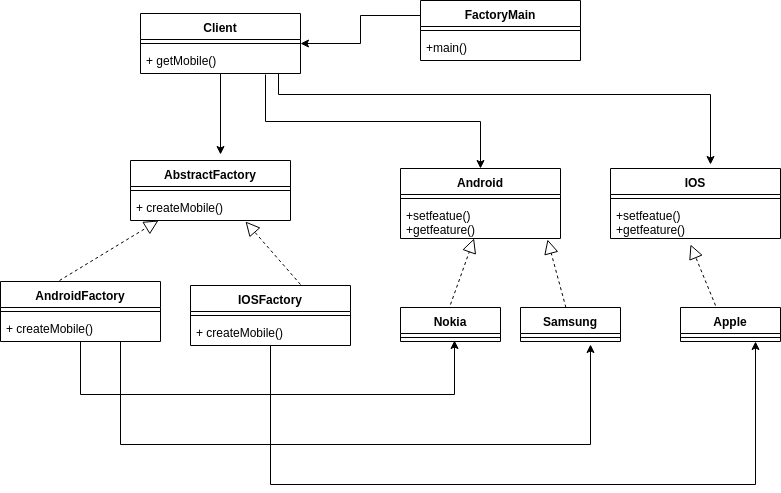 Client
+ getMobile()
FactoryMain
+main()
AbstractFactory
+ createMobile()
Android
+setfeatue()
+getfeature()
IOS
+setfeatue()
+getfeature()
AndroidFactory
+ createMobile()
IOSFactory
+ createMobile()
Nokia
Samsung
Apple